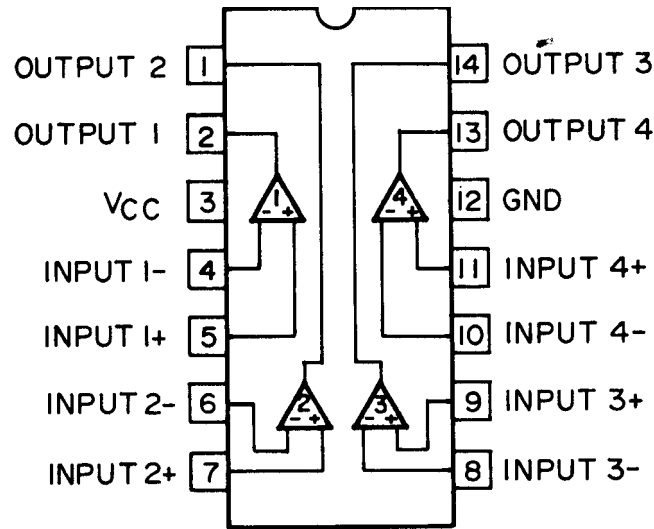 OUTPUT 2 1
14 OUTPUT 3
OUTPUT 1 2
13 OUTPUT 4
VCC 3
1
- +
4
- +
12 GND
INPUT 1- 4
11 INPUT 4+
INPUT 1+ 5
10 INPUT 4-
INPUT 2- 6
2
- +
3
- +
9 INPUT 3+
INPUT 2+ 7
8 INPUT 3-